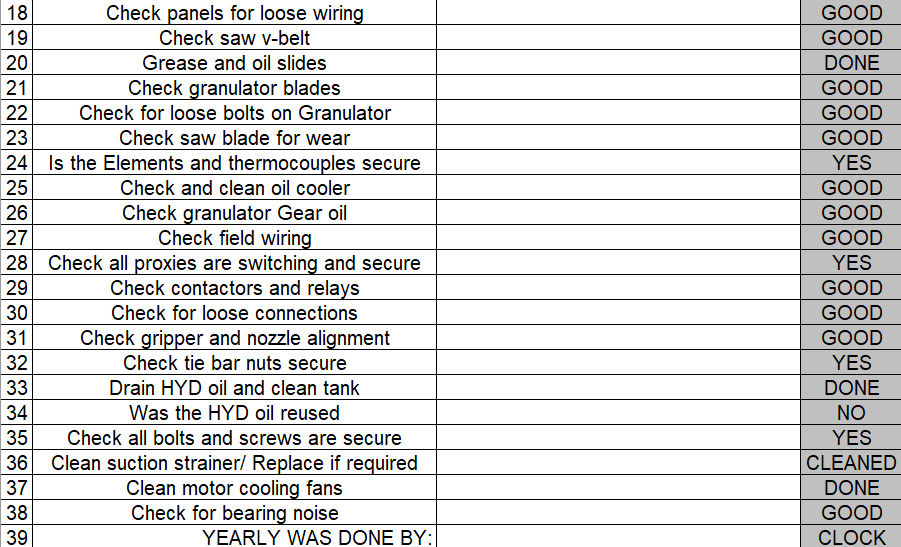 18 Check panels for loose wiring GOOD
19 Check saw v-belt GOOD
20 Grease and oil slides DONE
21 Check granulator blades GOOD
22 Check for loose bolts on Granulator GOOD
23 Check saw blade for wear GOOD
24 Is the Elements and thermocouples secure YES
25 Check and clean oil cooler GOOD
26 Check granulator Gear oil GOOD
27 Check field wiring GOOD
28 Check all proxies are switching and secure YES
29 Check contactors and relays GOOD
30 Check for loose connections GOOD
31 Check gripper and nozzle alignment GOOD
32 Check tie bar nuts secure YES
33 Drain HYD oil and clean tank DONE
34 Was the HYD oil reused NO
35 Check all bolts and screws are secure YES
36 Clean suction strainer/ Replace if required CLEANED
37 Clean motor cooling fans DONE
38 Check for bearing noise GOOD
39 YEARLY WAS DONE BY: CLOCK